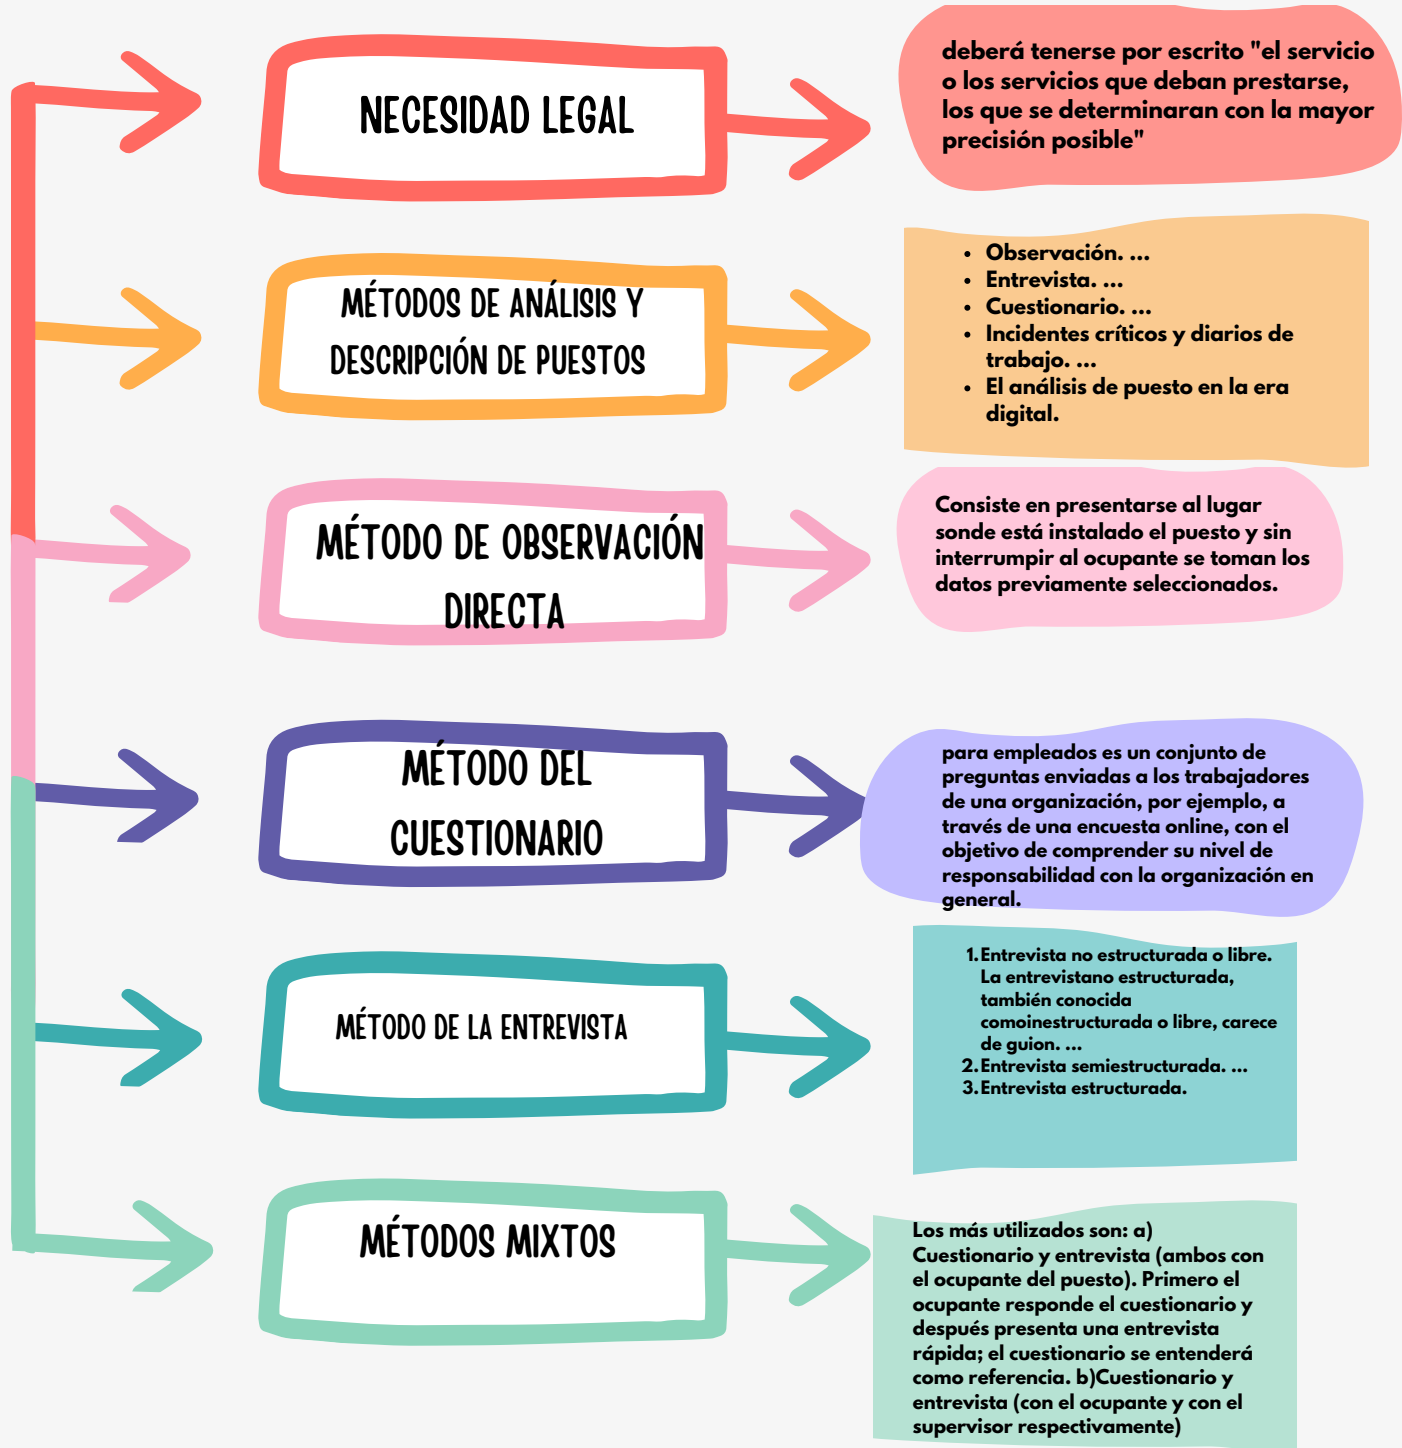 NECESIDAD LEGAL
deberá tenerse por escrito "el servicio
o los servicios que deban prestarse,
los que se determinaran con la mayor
precisión posible"
MÉTODOS DE ANÁLISIS Y
DESCRIPCIÓN DE PUESTOS
• Observación. ...
• Entrevista. ...
• Cuestionario. ...
• Incidentes críticos y diarios de
trabajo. ...
• El análisis de puesto en la era
digital.
MÉTODO DE OBSERVACIÓN
DIRECTA
Consiste en presentarse al lugar
sonde está instalado el puesto y sin
interrumpir al ocupante se toman los
datos previamente seleccionados.
MÉTODO DEL
CUESTIONARIO
para empleados es un conjunto de
preguntas enviadas a los trabajadores
de una organización, por ejemplo, a
través de una encuesta online, con el
objetivo de comprender su nivel de
responsabilidad con la organización en
general.
MÉTODO DE LA ENTREVISTA
1. Entrevista no estructurada o libre.
La entrevistano estructurada,
también conocida
comoinestructurada o libre, carece
de guion. ...
2. Entrevista semiestructurada. ...
3. Entrevista estructurada.
MÉTODOS MIXTOS
Los más utilizados son: a)
Cuestionario y entrevista (ambos con
el ocupante del puesto). Primero el
ocupante responde el cuestionario y
después presenta una entrevista
rápida; el cuestionario se entenderá
como referencia. b)Cuestionario y
entrevista (con el ocupante y con el
supervisor respectivamente)